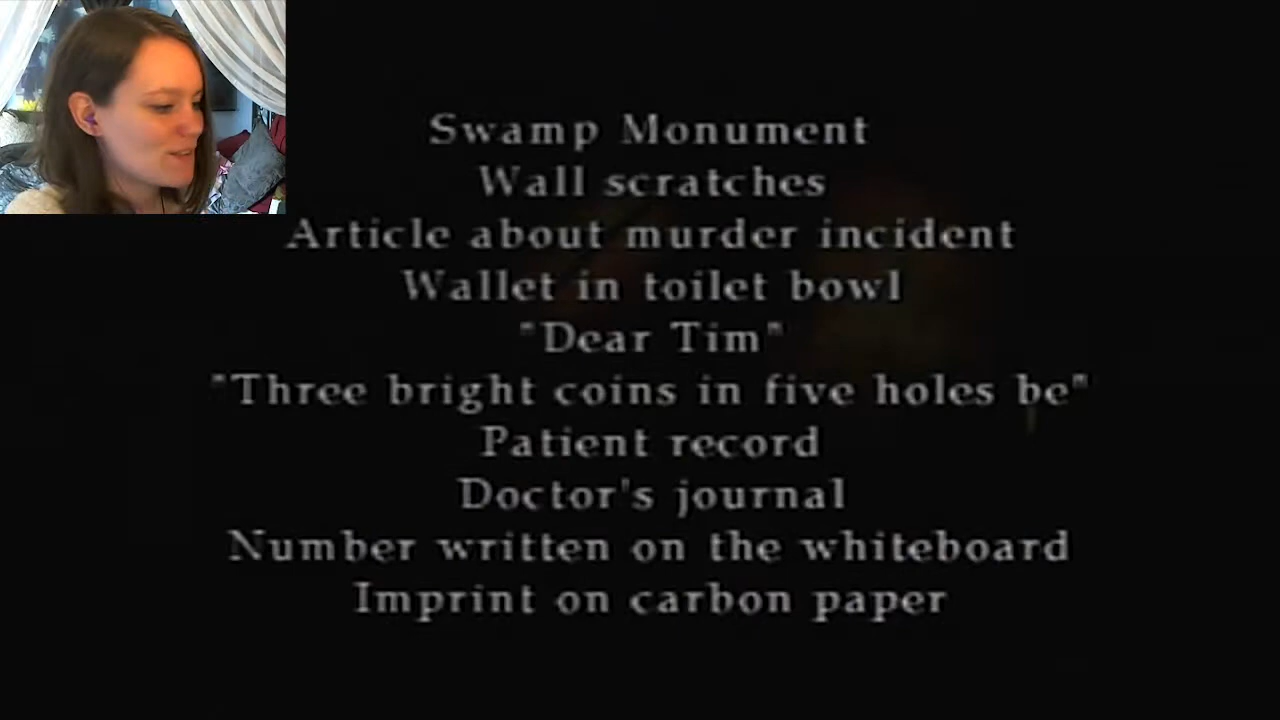 Swamp Monument
Wall scratches
Article about murder incident
Wallet in toilet bowl
"Dear Tim"
"Three bright coins in five holes be"
Patient record
Doctor's journal
Number written on the whiteboard
Imprint on carbon paper